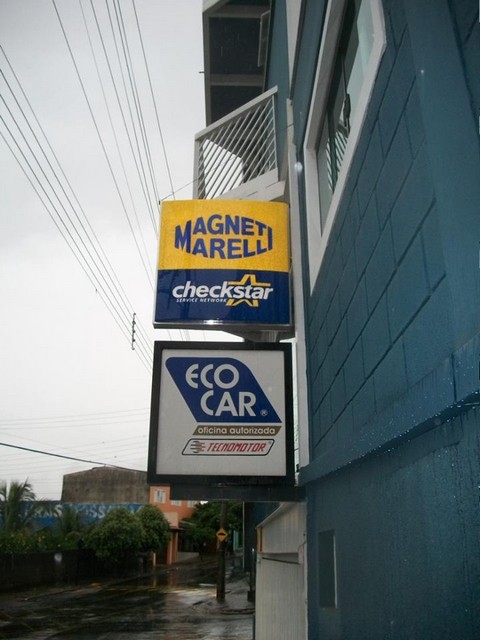 MAGNETI
MARELLI
checkstar
SERVICE NETWORK
ECO
CAR®
oficina autorizada
TECNOMOTOR